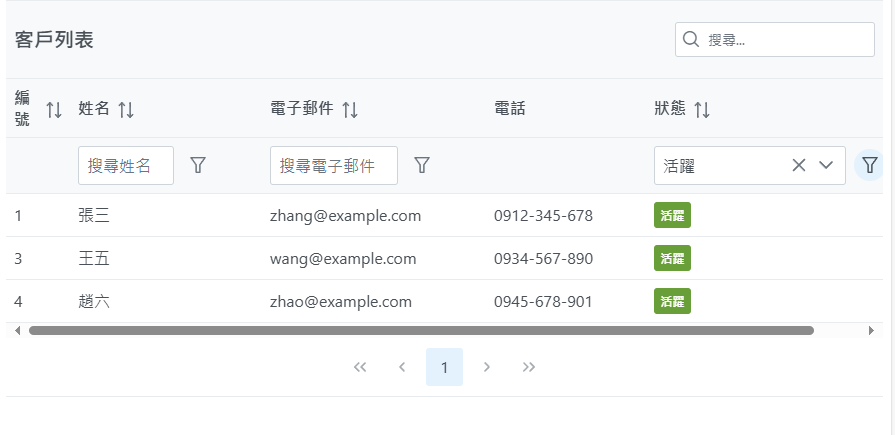 客戶列表
搜尋...
編號 姓名 電子郵件 電話 狀態
搜尋姓名 搜尋電子郵件 活躍
1 張三 zhang@example.com 0912-345-678 活躍
3 王五 wang@example.com 0934-567-890 活躍
4 趙六 zhao@example.com 0945-678-901 活躍
1